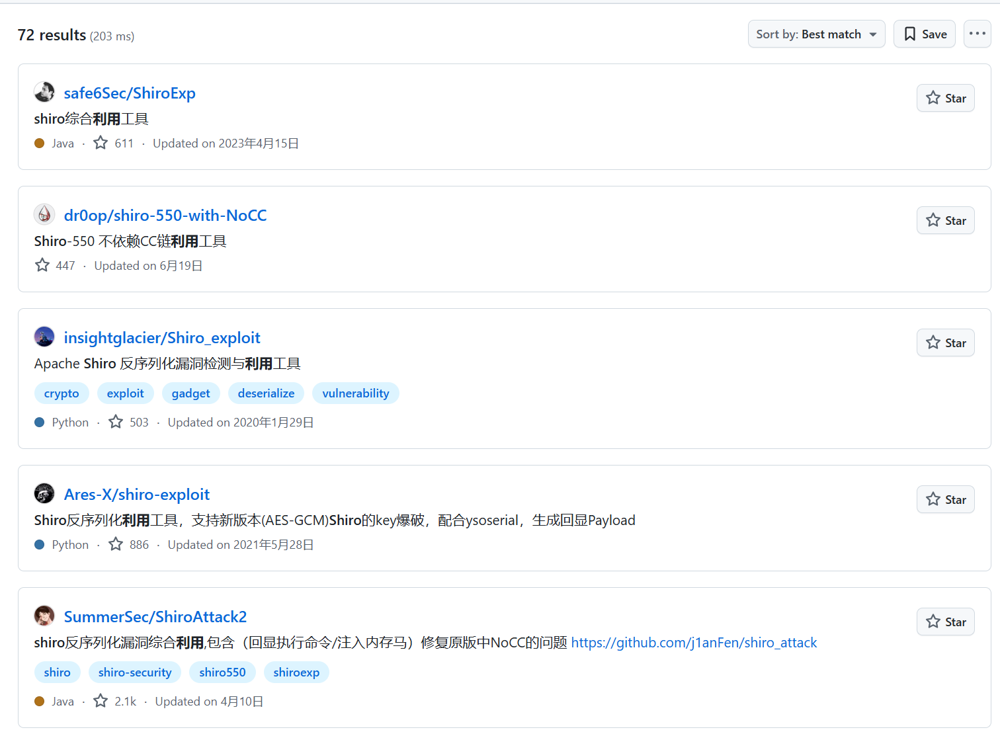 72 results (203 ms)
Sort by: Best match
Save
safe6Sec/ShiroExp
Star
shiro综合利用工具
Java · 611 · Updated on 2023年4月15日
dr0op/shiro-550-with-NoCC
Star
Shiro-550 不依赖CC链利用工具
447 · Updated on 6月19日
insightglacier/Shiro_exploit
Star
Apache Shiro 反序列化漏洞检测与利用工具
crypto exploit gadget deserialize vulnerability
Python · 503 · Updated on 2020年1月29日
Ares-X/shiro-exploit
Star
Shiro反序列化利用工具，支持新版本(AES-GCM)Shiro的key爆破，配合ysoserial，生成回显Payload
Python · 886 · Updated on 2021年5月28日
SummerSec/ShiroAttack2
Star
shiro反序列化漏洞综合利用,包含（回显执行命令/注入内存马）修复原版中NoCC的问题 https://github.com/j1anFen/shiro_attack
shiro shiro-security shiro550 shiroexp
Java · 2.1k · Updated on 4月10日